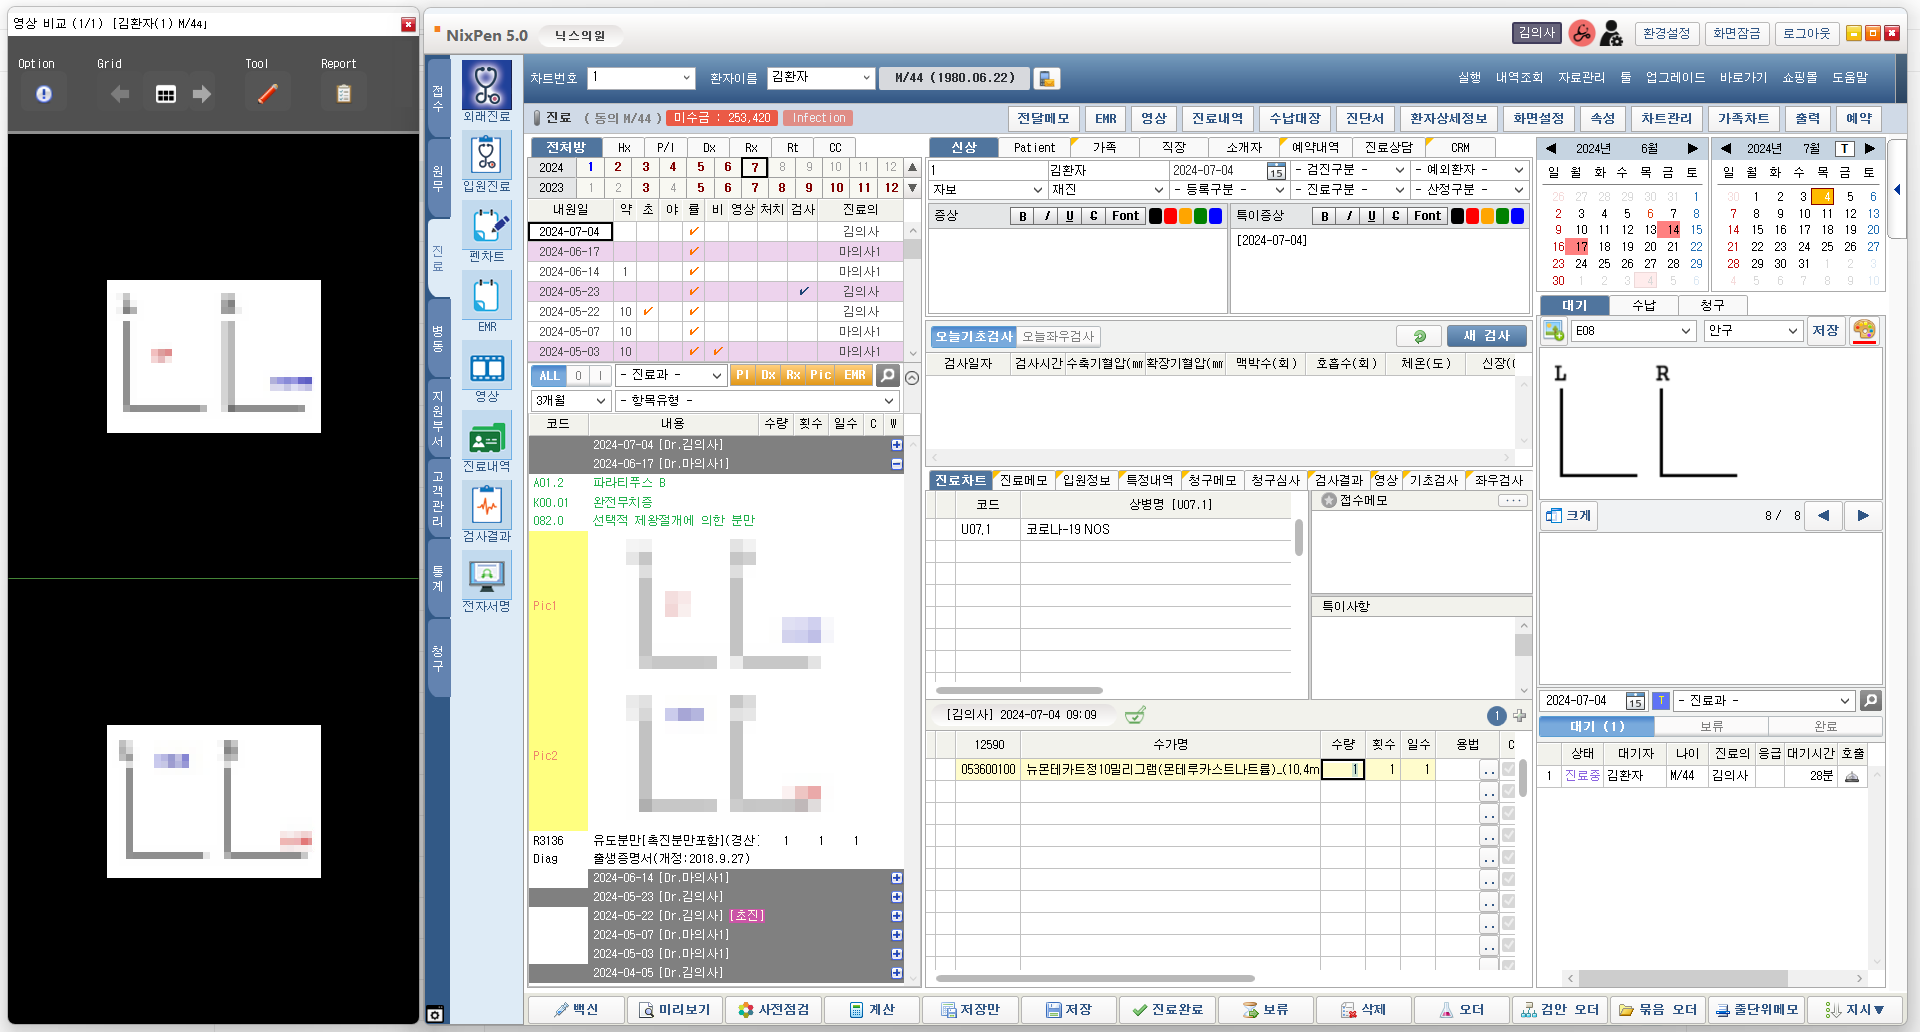 영상 비교 (1/1) [김환자(1) M/44]
Option Grid Tool Report
NixPen 5.0 닉스의원
김의사 환경설정 화면잠금 로그아웃
차트번호 1 환자이름 김환자 M/44 (1980.06.22)
실행 내역조회 자료관리 툴 업그레이드 바로가기 쇼핑몰 도움말
진료 ( 동의 M/44 ) 미수금 : 253,420 Infection
전달메모 EMR 영상 진료내역 수납대장 진단서 환자상세정보 화면설정 속성 차트관리 가족차트 출력 예약
접수
원무
진료
병동
지원부서
고객관리
통계
청구
외래진료
입원진료
펜차트
EMR
영상
진료내역
검사결과
전자서명
전처방 Hx P/I Dx Rx Rt CC
2024 1 2 3 4 5 6 7 8 9 10 11 12
2023 1 2 3 4 5 6 7 8 9 10 11 12
내원일 약 초 야 물 비 영상 처치 검사 진료의
2024-07-04 김의사
2024-06-17 마의사1
2024-06-14 1 마의사1
2024-05-23 김의사
2024-05-22 10 김의사
2024-05-07 10 마의사1
2024-05-03 10 마의사1
ALL O I - 진료과 - PI Dx Rx Pic EMR
3개월 - 항목유형 -
코드 내용 수량 횟수 일수 C W
2024-07-04 [Dr.김의사]
2024-06-17 [Dr.마의사1]
A01.2 파라티푸스 B
K00.01 완전무치증
O82.0 선택적 제왕절개에 의한 분만
Pic1
Pic2
R3136 유도분만[촉진분만포함](경산) 1 1 1
Diag 출생증명서(개정:2018.9.27)
2024-06-14 [Dr.마의사1]
2024-05-23 [Dr.김의사]
2024-05-22 [Dr.김의사] [초진]
2024-05-07 [Dr.마의사1]
2024-05-03 [Dr.마의사1]
2024-04-05 [Dr.김의사]
신상 Patient 가족 직장 소개자 예약내역 진료상담 CRM
1 김환자 2024-07-04 15 - 검진구분 - - 예외환자 -
자보 재진 - 등록구분 - - 진료구분 - - 산정구분 -
증상 B I U C Font
특이증상 B I U C Font
[2024-07-04]
오늘기초검사 오늘좌우검사 새 검사
검사일자 검사시간 수축기혈압(mm 확장기혈압(mm 맥박수(회) 호흡수(회) 체온(도) 신장(
진료차트 진료메모 입원정보 특정내역 청구메모 청구심사 검사결과 영상 기초검사 좌우검사
코드 상병명 [U07.1]
U07.1 코로나-19 NOS
접수메모 ...
특이사항
[김의사] 2024-07-04 09:09 1
12590 수가명 수량 횟수 일수 용법 C
053600100 뉴몬테카트정10밀리그램(몬테루카스트나트륨)_(10.4m 1 1 1
2024년 6월
일 월 화 수 목 금 토
26 27 28 29 30 31 1
2 3 4 5 6 7 8
9 10 11 12 13 14 15
16 17 18 19 20 21 22
23 24 25 26 27 28 29
30 1 2 3 4 5 6
2024년 7월 T
일 월 화 수 목 금 토
30 1 2 3 4 5 6
7 8 9 10 11 12 13
14 15 16 17 18 19 20
21 22 23 24 25 26 27
28 29 30 31 1 2 3
4 5 6 7 8 9 10
대기 수납 청구
E08 안구 저장
L R
크게 8/ 8
2024-07-04 15 T - 진료과 -
대기 (1) 보류 완료
상태 대기자 나이 진료의 응급 대기시간 호출
1 진료중 김환자 M/44 김의사 28분
백신 미리보기 사전점검 계산 저장만 저장 진료완료 보류 삭제 오더 검안 오더 묶음 오더 줄단위메모 지시▼